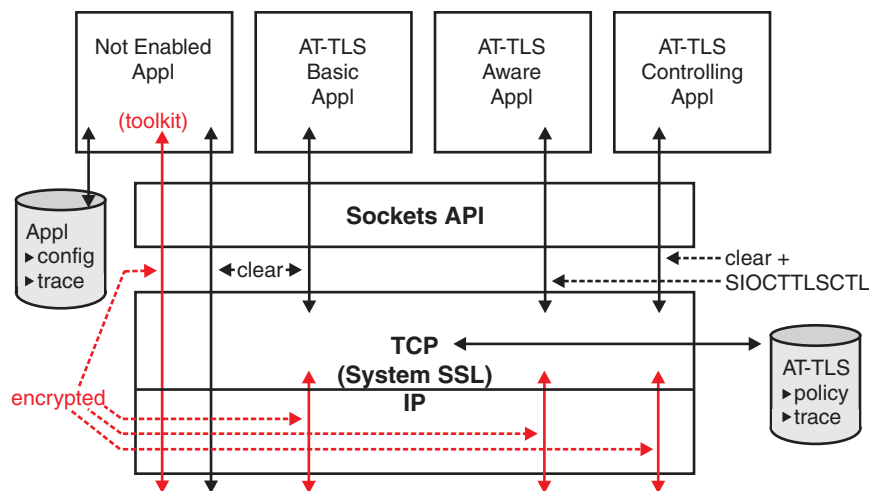 Not Enabled
Appl
(toolkit)
AT-TLS
Basic
Appl
AT-TLS
Aware
Appl
AT-TLS
Controlling
Appl
Sockets API
Appl
▸ config
▸ trace
clear
clear +
SIOCTTLSCTL
TCP
(System SSL)
IP
encrypted
AT-TLS
▸ policy
▸ trace